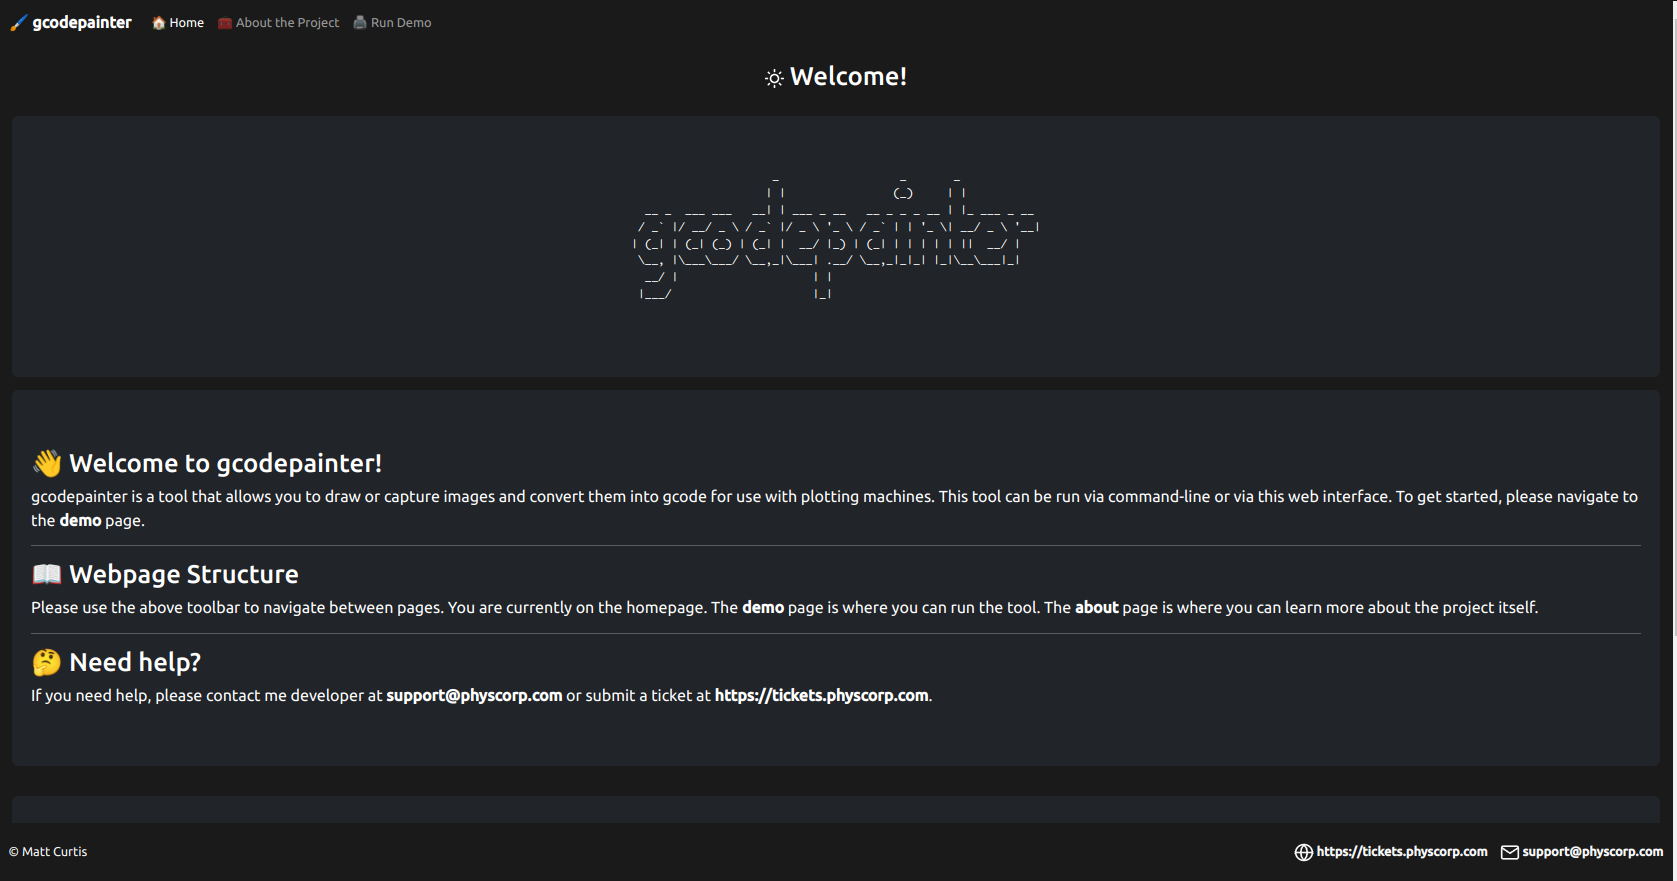 🖌️ gcodepainter 🏠 Home 🧰 About the Project 🖨️ Run Demo
Welcome!
gcodepainter
👋 Welcome to gcodepainter!
gcodepainter is a tool that allows you to draw or capture images and convert them into gcode for use with plotting machines. This tool can be run via command-line or via this web interface. To get started, please navigate to
the demo page.
📖 Webpage Structure
Please use the above toolbar to navigate between pages. You are currently on the homepage. The demo page is where you can run the tool. The about page is where you can learn more about the project itself.
🤔 Need help?
If you need help, please contact me developer at support@physcorp.com or submit a ticket at https://tickets.physcorp.com.
© Matt Curtis https://tickets.physcorp.com support@physcorp.com